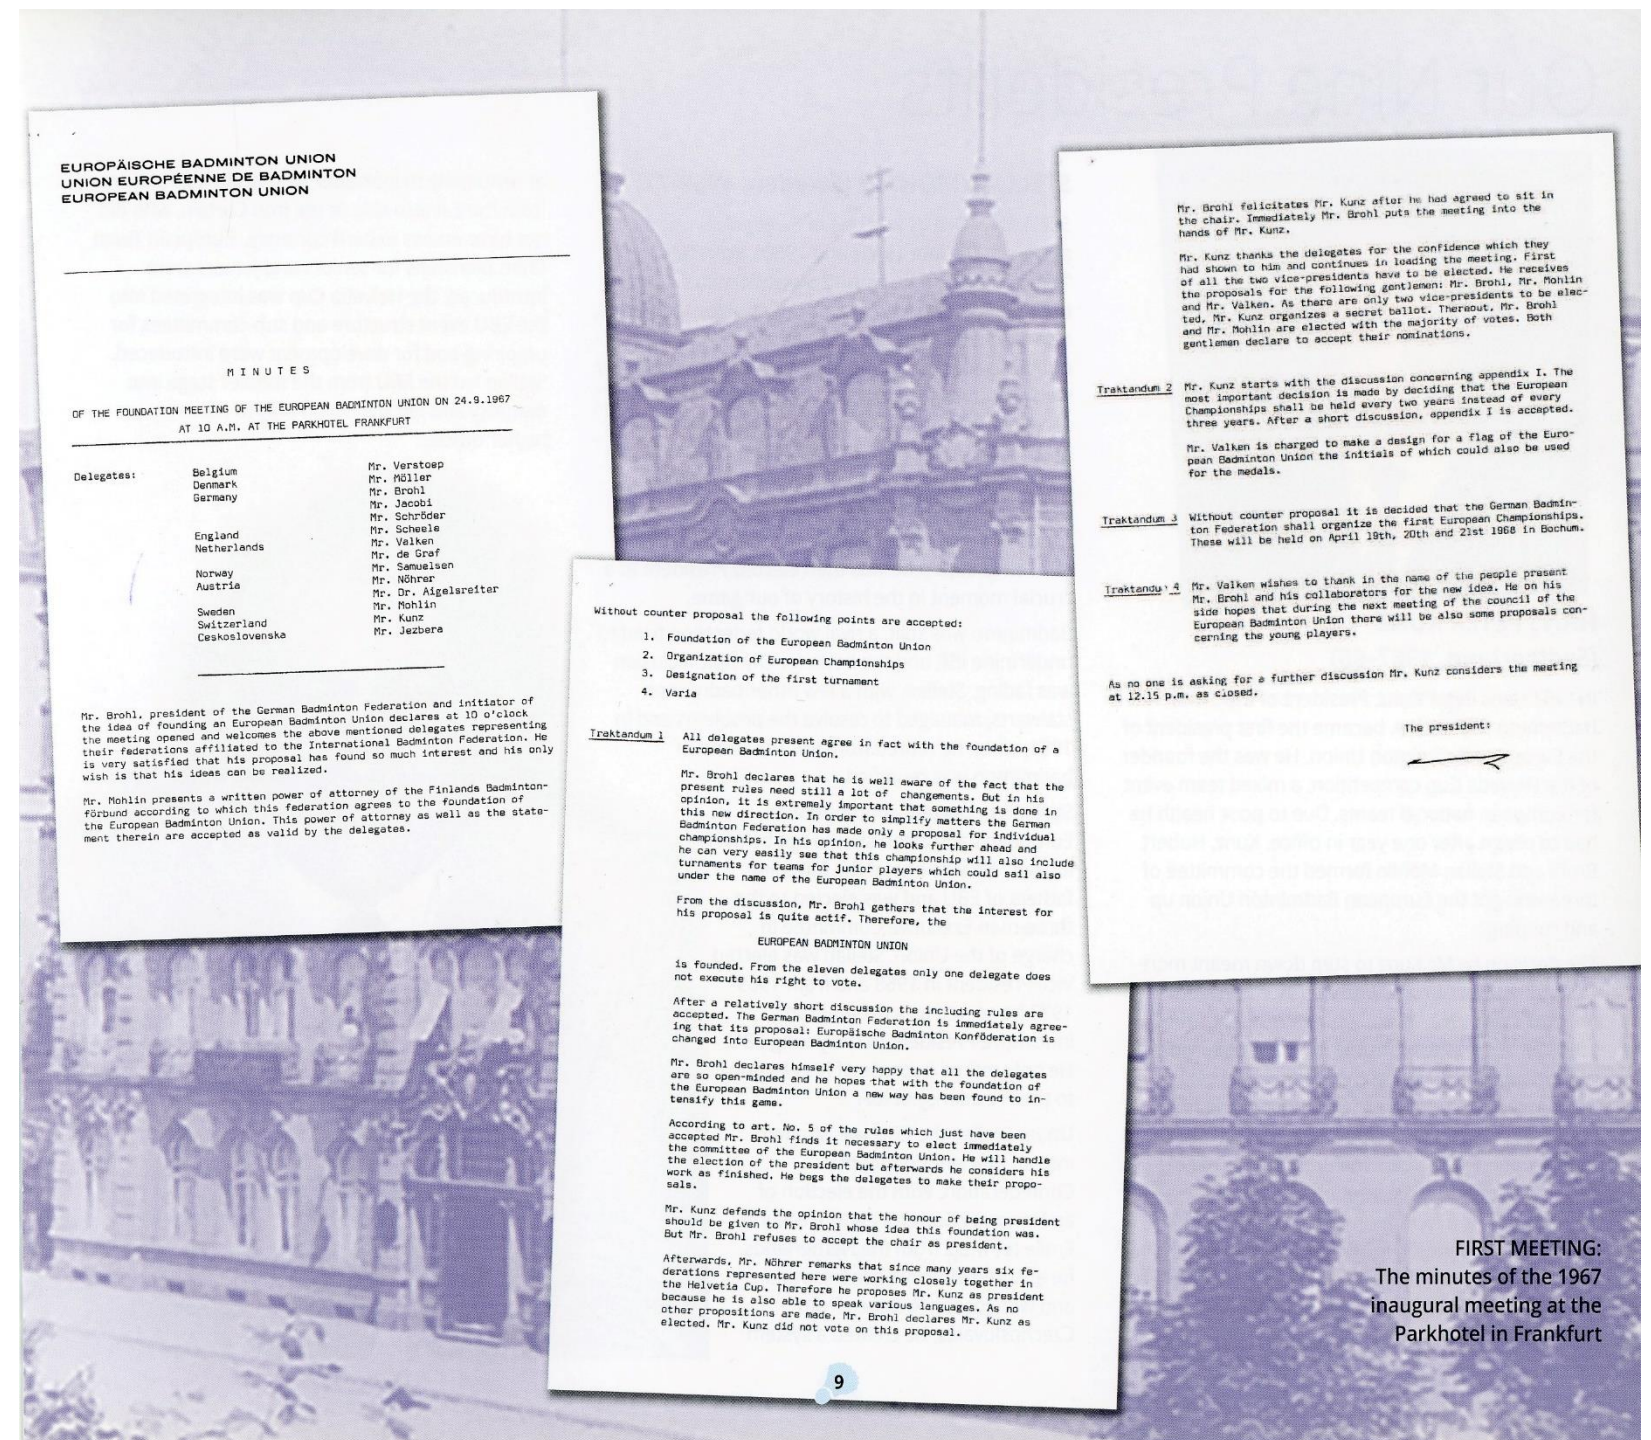 EUROPÄISCHE BADMINTON UNION
UNION EUROPÉENNE DE BADMINTON
EUROPEAN BADMINTON UNION
MINUTES
OF THE FOUNDATION MEETING OF THE EUROPEAN BADMINTON UNION ON 24.9.1967
AT 10 A.M. AT THE PARKHOTEL FRANKFURT
Delegates: Belgium Mr. Verstoep
Denmark Mr. Möller
Germany Mr. Brohl
Mr. Jacobi
Mr. Schröder
England Mr. Scheele
Netherlands Mr. Valken
Mr. de Graf
Norway Mr. Samuelsen
Austria Mr. Nöhrer
Mr. Dr. Aigelsreiter
Sweden Mr. Mohlin
Switzerland Mr. Kunz
Ceskoslovenska Mr. Jezbera
Mr. Brohl, president of the German Badminton Federation and initiator of
the idea of founding an European Badminton Union declares at 10 o'clock
the meeting opened and welcomes the above mentioned delegates representing
their federations affiliated to the International Badminton Federation. He
is very satisfied that his proposal has found so much interest and his only
wish is that his ideas can be realized.
Mr. Mohlin presents a written power of attorney of the Finlands Badminton-
förbund according to which this federation agrees to the foundation of
the European Badminton Union. This power of attorney as well as the state-
ment therein are accepted as valid by the delegates.
Without counter proposal the following points are accepted:
1. Foundation of the European Badminton Union
2. Organization of European Championships
3. Designation of the first turnament
4. Varia
Traktandum 1 All delegates present agree in fact with the foundation of a
European Badminton Union.
Mr. Brohl declares that he is well aware of the fact that the
present rules need still a lot of changements. But in his
opinion, it is extremely important that something is done in
this new direction. In order to simplify matters the German
Badminton Federation has made only a proposal for individual
championships. In his opinion, he looks further ahead and
he can very easily see that this championship will also include
turnaments for teams for junior players which could sail also
under the name of the European Badminton Union.
From the discussion, Mr. Brohl gathers that the interest for
his proposal is quite actif. Therefore, the
EUROPEAN BADMINTON UNION
is founded. From the eleven delegates only one delegate does
not execute his right to vote.
After a relatively short discussion the including rules are
accepted. The German Badminton Federation is immediately agree-
ing that its proposal: Europäische Badminton Konföderation is
changed into European Badminton Union.
Mr. Brohl declares himself very happy that all the delegates
are so open-minded and he hopes that with the foundation of
the European Badminton Union a new way has been found to in-
tensify this game.
According to art. No. 5 of the rules which just have been
accepted Mr. Brohl finds it necessary to elect immediately
the committee of the European Badminton Union. He will handle
the election of the president but afterwards he considers his
work as finished. He begs the delegates to make their propo-
sals.
Mr. Kunz defends the opinion that the honour of being president
should be given to Mr. Brohl whose idea this foundation was.
But Mr. Brohl refuses to accept the chair as president.
Afterwards, Mr. Nöhrer remarks that since many years six fe-
derations represented here were working closely together in
the Helvetia Cup. Therefore he proposes Mr. Kunz as president
because he is also able to speak various languages. As no
other propositions are made, Mr. Brohl declares Mr. Kunz as
elected. Mr. Kunz did not vote on this proposal.
9
Mr. Brohl felicitates Mr. Kunz after he had agreed to sit in
the chair. Immediately Mr. Brohl puts the meeting into the
hands of Mr. Kunz.
Mr. Kunz thanks the delegates for the confidence which they
had shown to him and continues in leading the meeting. First
of all the two vice-presidents have to be elected. He receives
the proposals for the following gentlemen: Mr. Brohl, Mr. Mohlin
and Mr. Valken. As there are only two vice-presidents to be elec-
ted, Mr. Kunz organizes a secret ballot. Thereout, Mr. Brohl
and Mr. Mohlin are elected with the majority of votes. Both
gentlemen declare to accept their nominations.
Traktandum 2 Mr. Kunz starts with the discussion concerning appendix I. The
most important decision is made by deciding that the European
Championships shall be held every two years instead of every
three years. After a short discussion, appendix I is accepted.
Mr. Valken is charged to make a design for a flag of the Euro-
pean Badminton Union the initials of which could also be used
for the medals.
Traktandum 3 Without counter proposal it is decided that the German Badmin-
ton Federation shall organize the first European Championships.
These will be held on April 19th, 20th and 21st 1968 in Bochum.
Traktandu 4 Mr. Valken wishes to thank in the name of the people present
Mr. Brohl and his collaborators for the new idea. He on his
side hopes that during the next meeting of the council of the
European Badminton Union there will be also some proposals con-
cerning the young players.
As no one is asking for a further discussion Mr. Kunz considers the meeting
at 12.15 p.m. as closed.
The president:
FIRST MEETING:
The minutes of the 1967
inaugural meeting at the
Parkhotel in Frankfurt